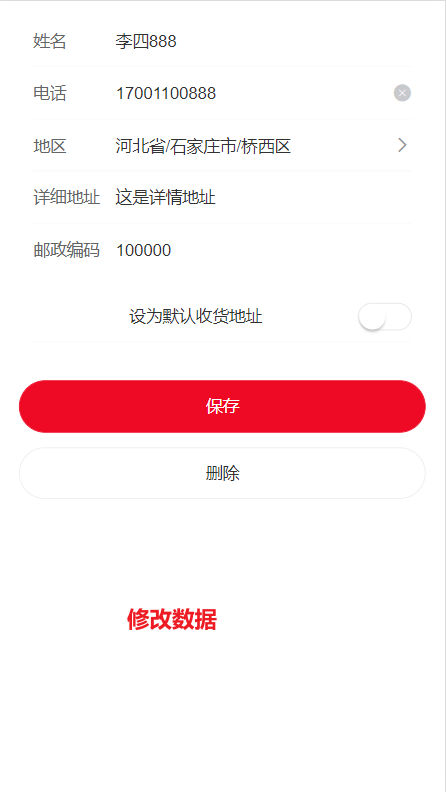 姓名 李四888
电话 17001100888
地区 河北省/石家庄市/桥西区
详细地址 这是详情地址
邮政编码 100000
设为默认收货地址
保存
删除
修改数据